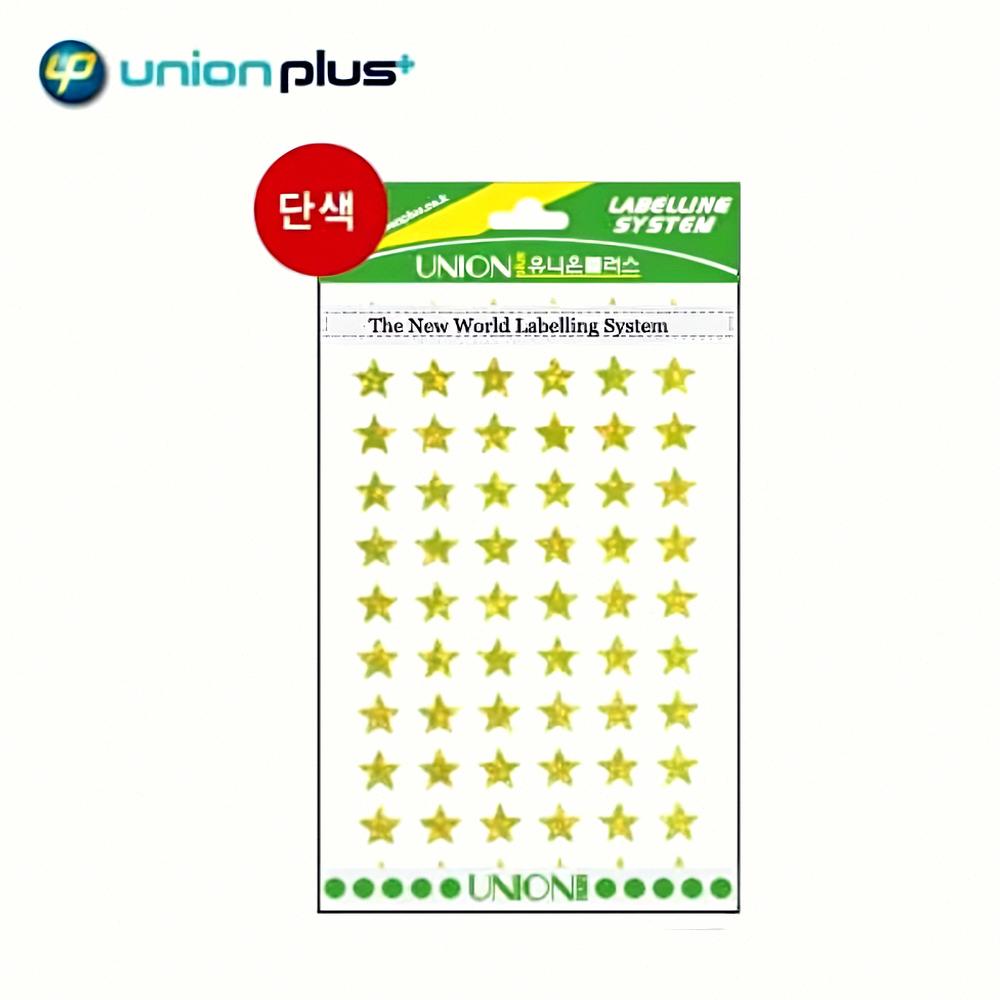 union plus+
단색
LABELLING
SYSTEM
UNION plus 유니온플러스
The New World Labelling System
UNION